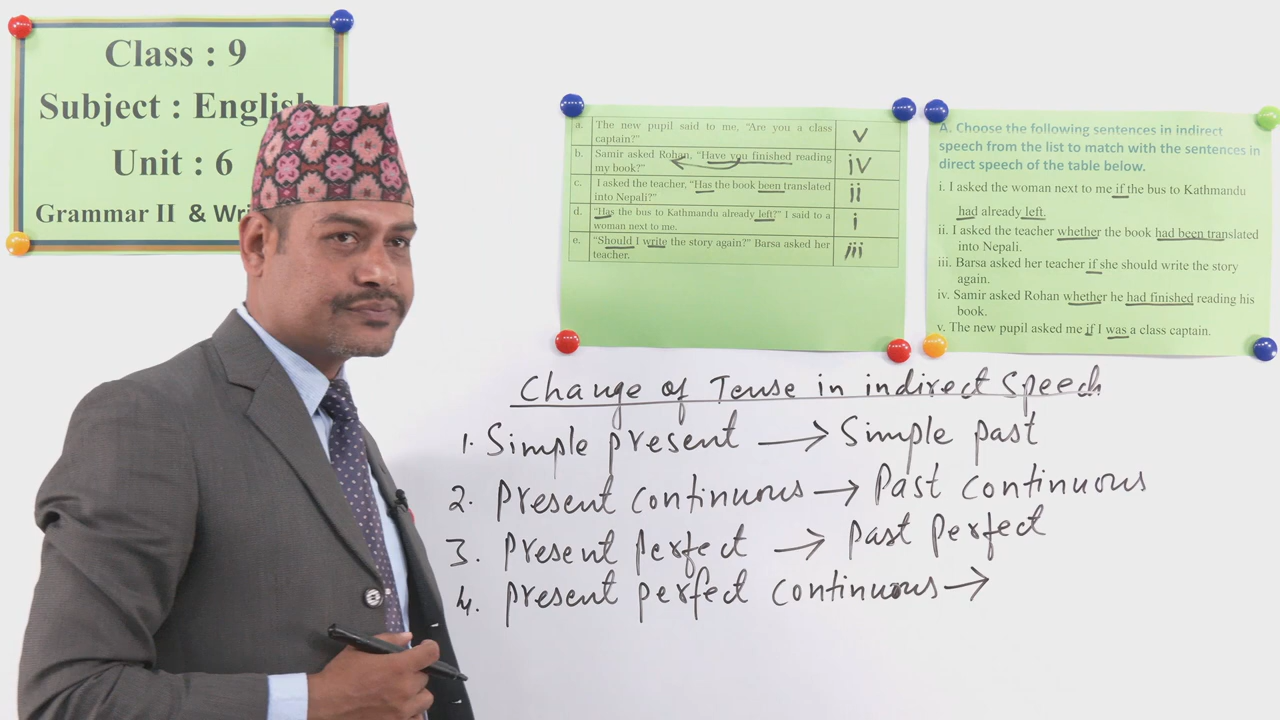 Class : 9
Subject : English
Unit : 6
Grammar II & Wri
a. The new pupil said to me, "Are you a class
captain?"
v
b. Samir asked Rohan, "Have you finished reading
my book?"
iv
c. I asked the teacher, "Has the book been translated
into Nepali?"
ii
d. "Has the bus to Kathmandu already left?" I said to a
woman next to me.
i
e. "Should I write the story again?" Barsa asked her
teacher.
iii
A. Choose the following sentences in indirect
speech from the list to match with the sentences in
direct speech of the table below.
i. I asked the woman next to me if the bus to Kathmandu
had already left.
ii. I asked the teacher whether the book had been translated
into Nepali.
iii. Barsa asked her teacher if she should write the story
again.
iv. Samir asked Rohan whether he had finished reading his
book.
v. The new pupil asked me if I was a class captain.
Change of Tense in indirect Speech
1. Simple present → Simple past
2. Present continuous → Past continuous
3. Present perfect → Past Perfect
4. Present perfect continuous →